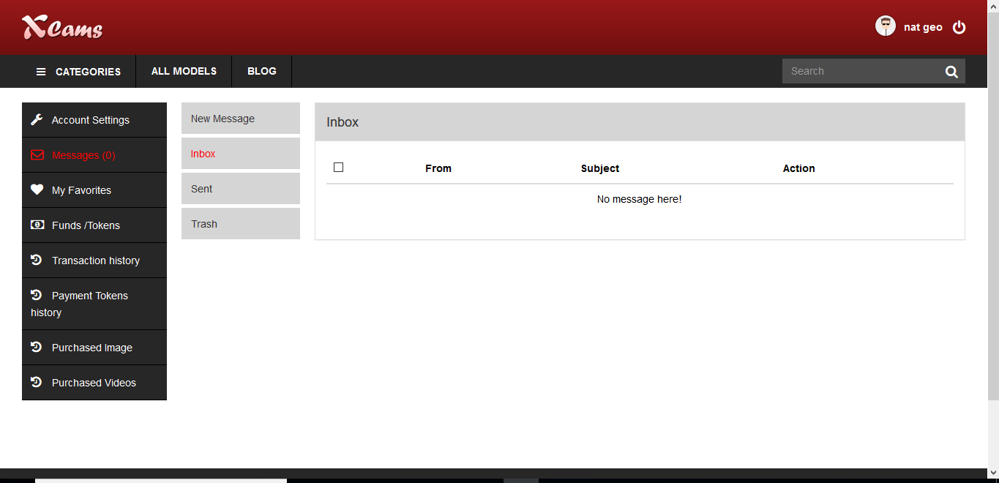 XCams
nat geo
CATEGORIES
ALL MODELS
BLOG
Search
Account Settings
Messages (0)
My Favorites
Funds /Tokens
Transaction history
Payment Tokens
history
Purchased Image
Purchased Videos
New Message
Inbox
Sent
Trash
Inbox
From Subject Action
No message here!